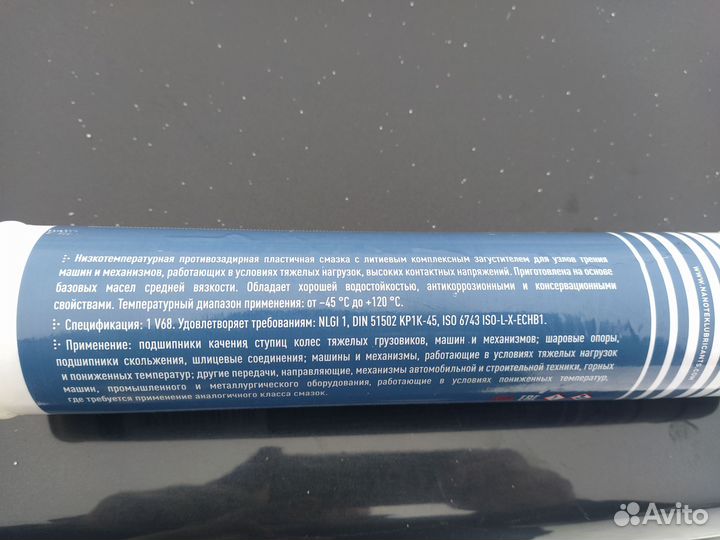 Низкотемпературная противозадирная пластичная смазка с литиевым комплексным загустителем для узлов трения
машин и механизмов, работающих в условиях тяжелых нагрузок, высоких контактных напряжений. Приготовлена на основе
базовых масел средней вязкости. Обладает хорошей водостойкостью, антикоррозионными и консервационными
свойствами. Температурный диапазон применения: от –45 °C до +120 °C.
Спецификация: 1 V68. Удовлетворяет требованиям: NLGI 1, DIN 51502 KP1K-45, ISO 6743 ISO-L-X-ECHB1.
Применение: подшипники качения ступиц колес тяжелых грузовиков, машин и механизмов; шаровые опоры,
подшипники скольжения, шлицевые соединения; машины и механизмы, работающие в условиях тяжелых нагрузок
и пониженных температур; другие передачи, направляющие, механизмы автомобильной и строительной техники, горных
машин, промышленного и металлургического оборудования, работающие в условиях пониженных температур,
где требуется применение аналогичного класса смазок.
WWW.NANOTEKLUBRICANTS.COM
EAC
Avito